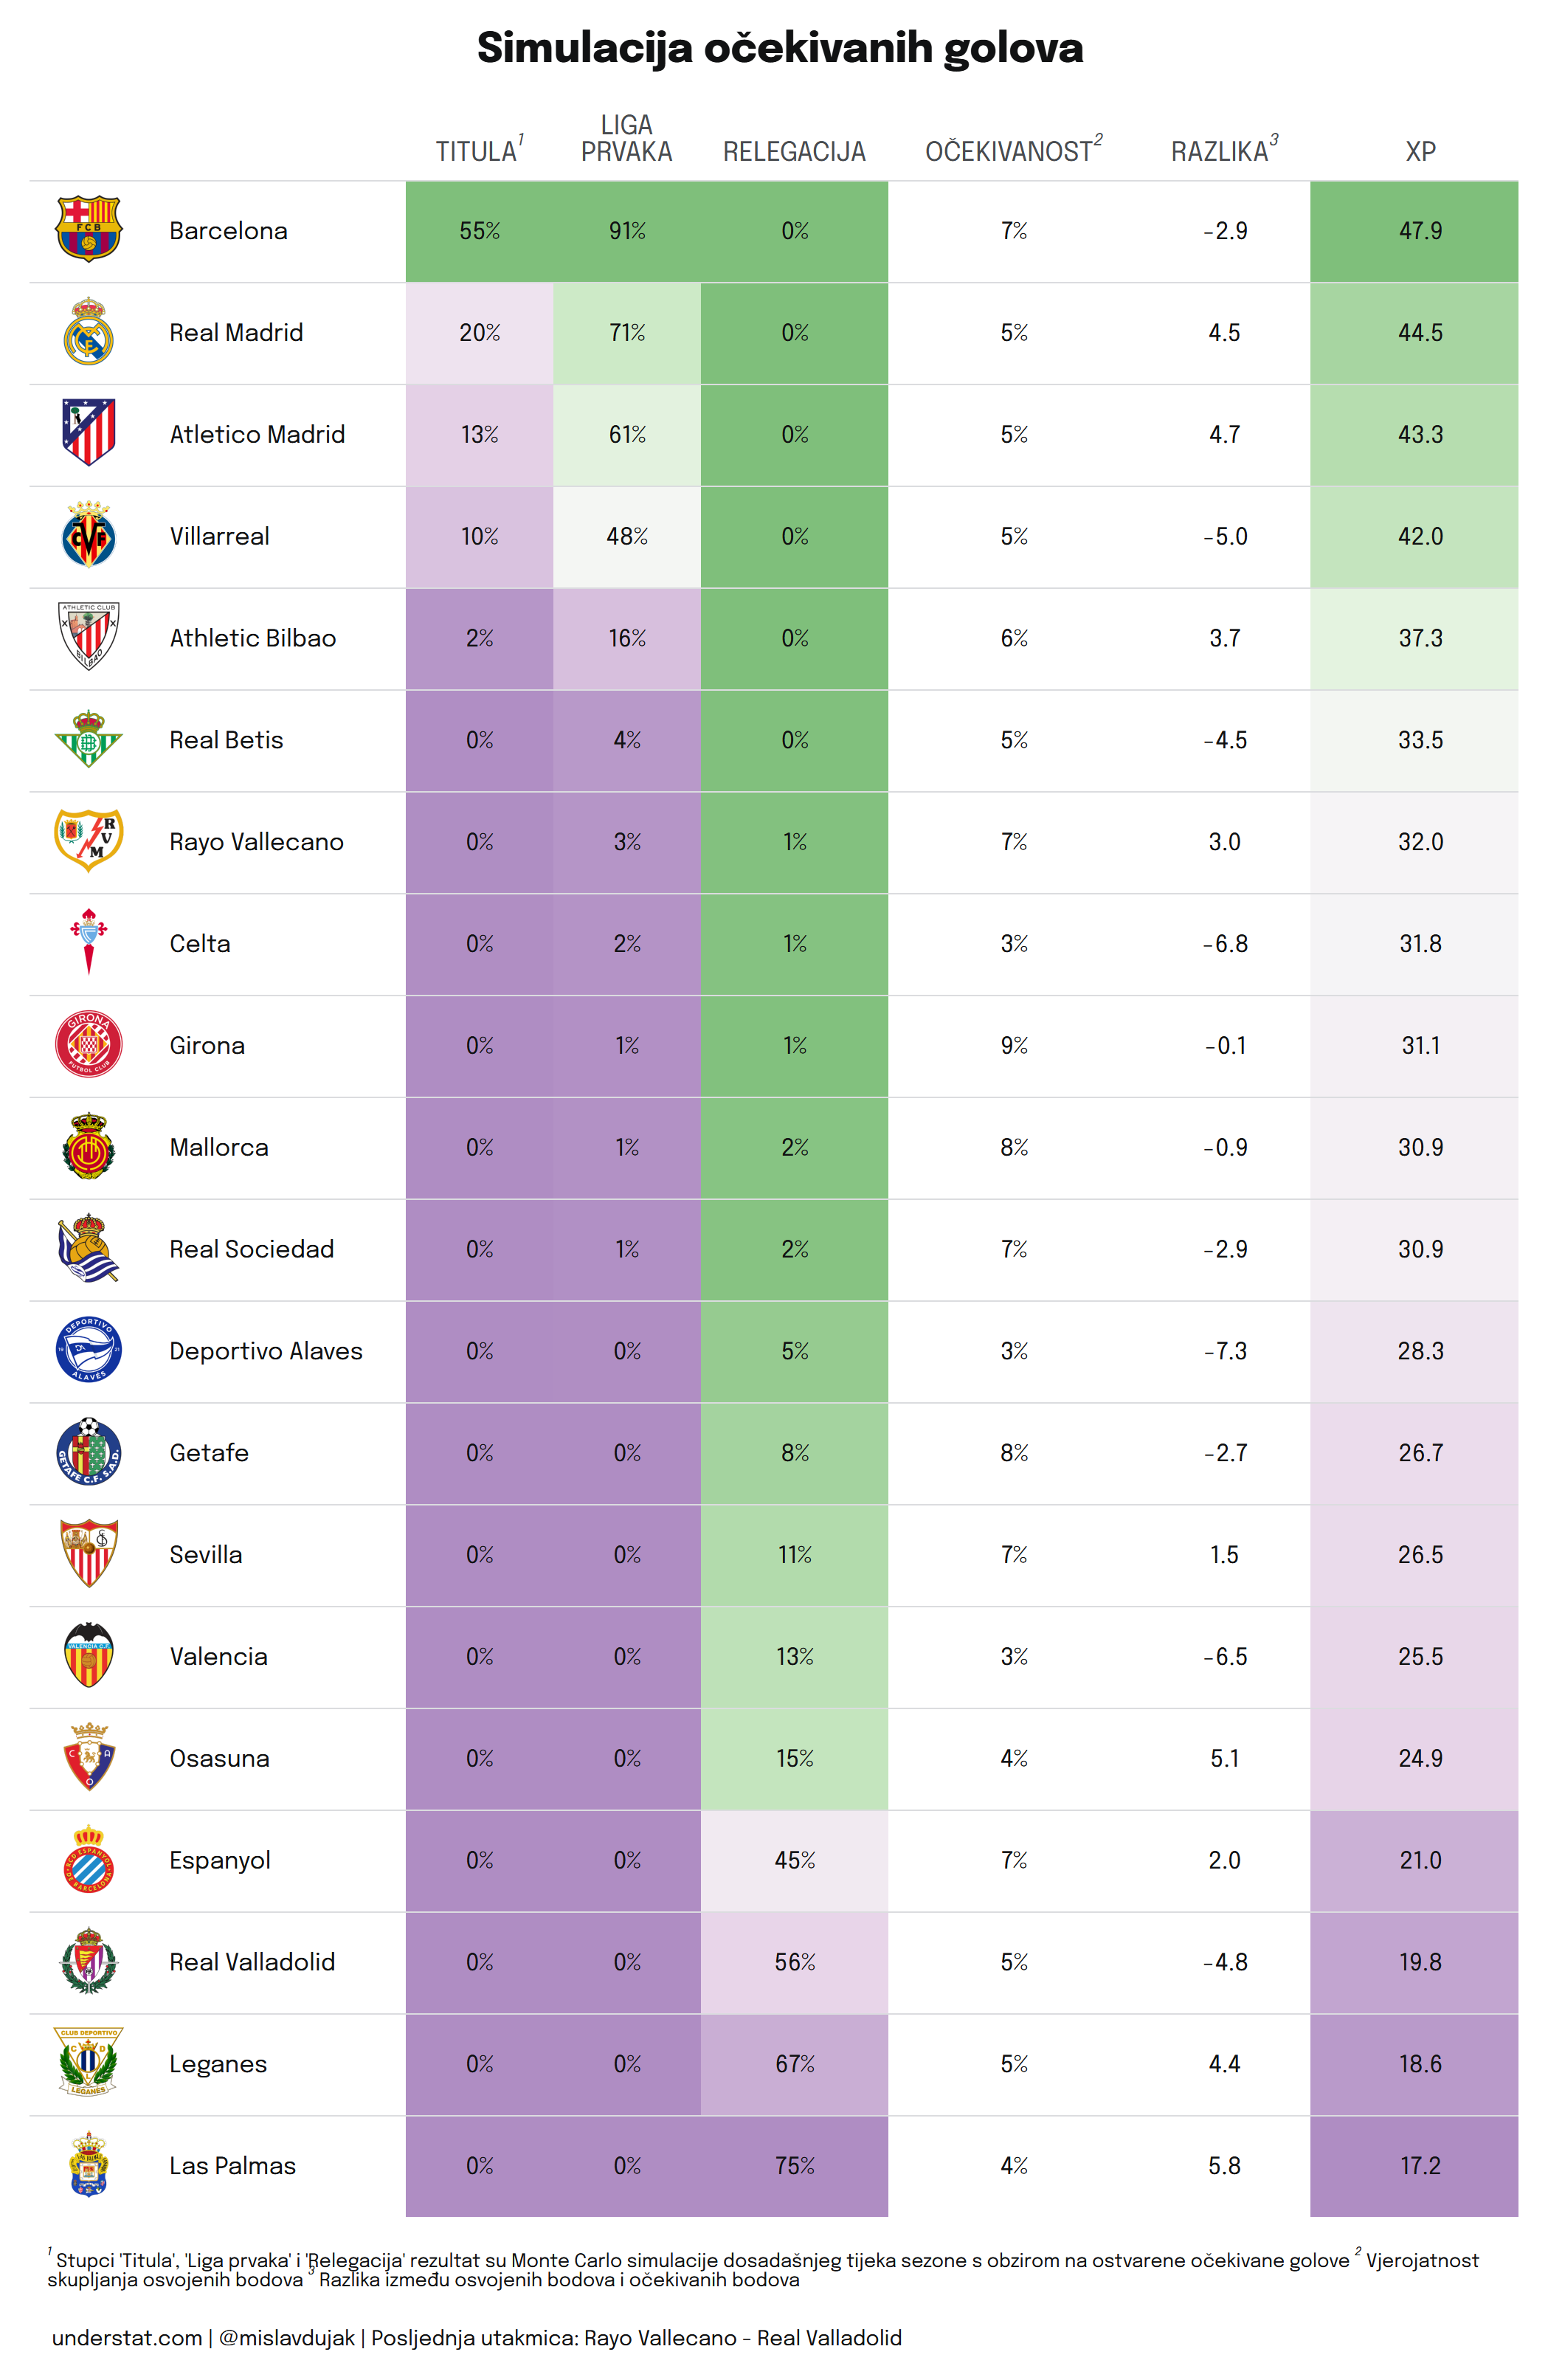 Simulacija očekivanih golova
TITULA¹ LIGA PRVAKA RELEGACIJA OČEKIVANOST² RAZLIKA³ XP
Barcelona 55% 91% 0% 7% -2.9 47.9
Real Madrid 20% 71% 0% 5% 4.5 44.5
Atletico Madrid 13% 61% 0% 5% 4.7 43.3
Villarreal 10% 48% 0% 5% -5.0 42.0
Athletic Bilbao 2% 16% 0% 6% 3.7 37.3
Real Betis 0% 4% 0% 5% -4.5 33.5
Rayo Vallecano 0% 3% 1% 7% 3.0 32.0
Celta 0% 2% 1% 3% -6.8 31.8
Girona 0% 1% 1% 9% -0.1 31.1
Mallorca 0% 1% 2% 8% -0.9 30.9
Real Sociedad 0% 1% 2% 7% -2.9 30.9
Deportivo Alaves 0% 0% 5% 3% -7.3 28.3
Getafe 0% 0% 8% 8% -2.7 26.7
Sevilla 0% 0% 11% 7% 1.5 26.5
Valencia 0% 0% 13% 3% -6.5 25.5
Osasuna 0% 0% 15% 4% 5.1 24.9
Espanyol 0% 0% 45% 7% 2.0 21.0
Real Valladolid 0% 0% 56% 5% -4.8 19.8
Leganes 0% 0% 67% 5% 4.4 18.6
Las Palmas 0% 0% 75% 4% 5.8 17.2
¹ Stupci 'Titula', 'Liga prvaka' i 'Relegacija' rezultat su Monte Carlo simulacije dosadašnjeg tijeka sezone s obzirom na ostvarene očekivane golove ² Vjerojatnost
skupljanja osvojenih bodova ³ Razlika između osvojenih bodova i očekivanih bodova
understat.com | @mislavdujak | Posljednja utakmica: Rayo Vallecano - Real Valladolid